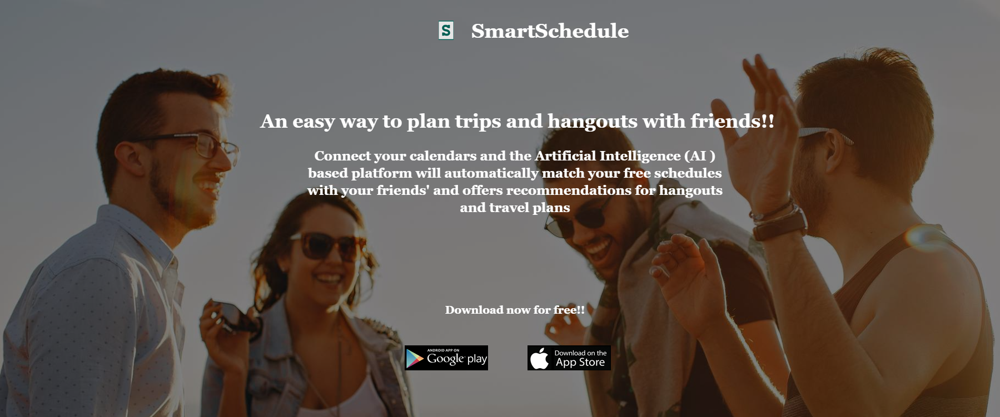 S SmartSchedule
An easy way to plan trips and hangouts with friends!!
Connect your calendars and the Artificial Intelligence (AI )
based platform will automatically match your free schedules
with your friends' and offers recommendations for hangouts
and travel plans
Download now for free!!
ANDROID APP ON
Google play
Download on the
App Store